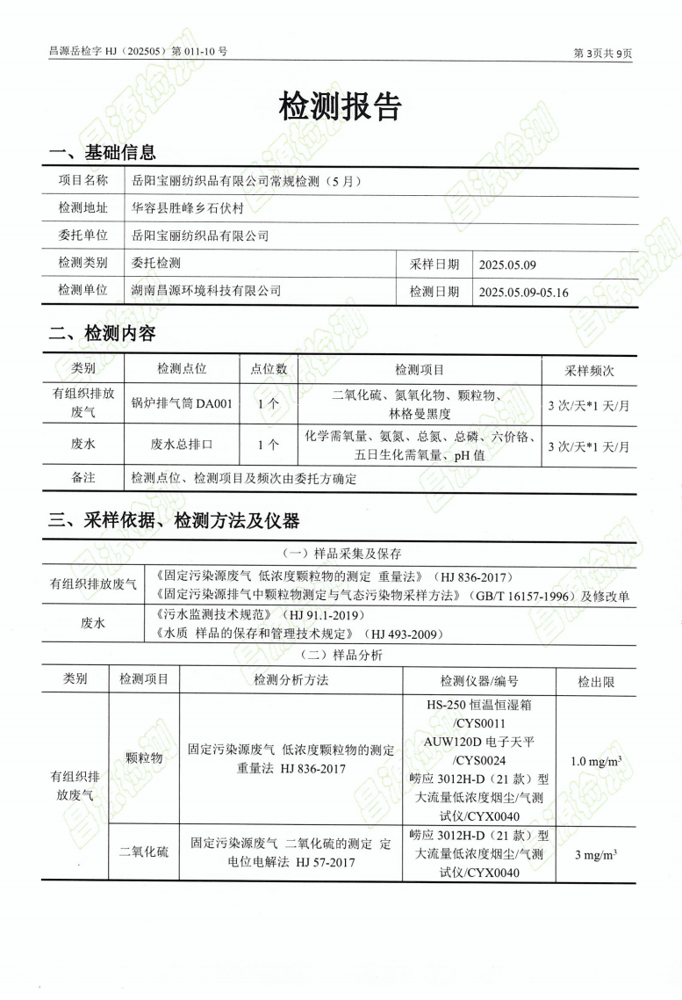 昌源岳检字 HJ（202505）第 011-10 号
第 3页共 9页
检测报告
一、基础信息
项目名称 岳阳宝丽纺织品有限公司常规检测（5 月）
检测地址 华容县胜峰乡石伏村
委托单位 岳阳宝丽纺织品有限公司
检测类别 委托检测 采样日期 2025.05.09
检测单位 湖南昌源环境科技有限公司 检测日期 2025.05.09-05.16
二、检测内容
类别 检测点位 点位数 检测项目 采样频次
有组织排放
废气
锅炉排气筒 DA001
1 个
二氧化硫、氮氧化物、颗粒物、
林格曼黑度
3 次/天*1 天/月
废水
废水总排口
1 个
化学需氧量、氨氮、总氮、总磷、六价铬、
五日生化需氧量、pH 值
3 次/天*1 天/月
备注 检测点位、检测项目及频次由委托方确定
三、采样依据、检测方法及仪器
（一）样品采集及保存
有组织排放废气
《固定污染源废气 低浓度颗粒物的测定 重量法》（HJ 836-2017）
《固定污染源排气中颗粒物测定与气态污染物采样方法》（GB/T 16157-1996）及修改单
废水
《污水监测技术规范》（HJ 91.1-2019）
《水质 样品的保存和管理技术规定》（HJ 493-2009）
（二）样品分析
类别 检测项目 检测分析方法 检测仪器/编号 检出限
有组织排
放废气
颗粒物
固定污染源废气 低浓度颗粒物的测定
重量法 HJ 836-2017
HS-250 恒温恒湿箱
/CYS0011
AUW120D 电子天平
/CYS0024
崂应 3012H-D（21 款）型
大流量低浓度烟尘/气测
试仪/CYX0040
1.0 mg/m³
二氧化硫
固定污染源废气 二氧化硫的测定 定
电位电解法 HJ 57-2017
崂应 3012H-D（21 款）型
大流量低浓度烟尘/气测
试仪/CYX0040
3 mg/m³
昌源检测